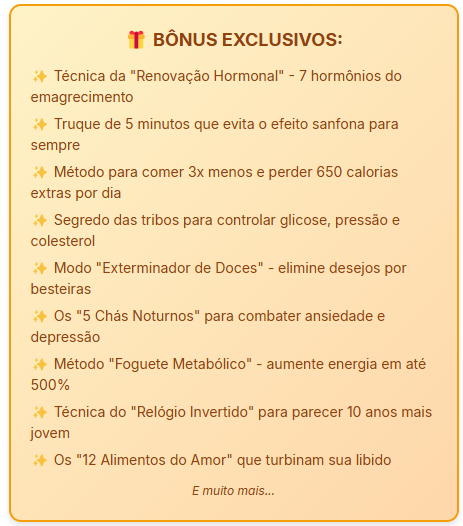 🎁 BÔNUS EXCLUSIVOS:
✨ Técnica da "Renovação Hormonal" - 7 hormônios do
emagrecimento
✨ Truque de 5 minutos que evita o efeito sanfona para
sempre
✨ Método para comer 3x menos e perder 650 calorias
extras por dia
✨ Segredo das tribos para controlar glicose, pressão e
colesterol
✨ Modo "Exterminador de Doces" - elimine desejos por
besteiras
✨ Os "5 Chás Noturnos" para combater ansiedade e
depressão
✨ Método "Foguete Metabólico" - aumente energia em até
500%
✨ Técnica do "Relógio Invertido" para parecer 10 anos mais
jovem
✨ Os "12 Alimentos do Amor" que turbinam sua libido
E muito mais...